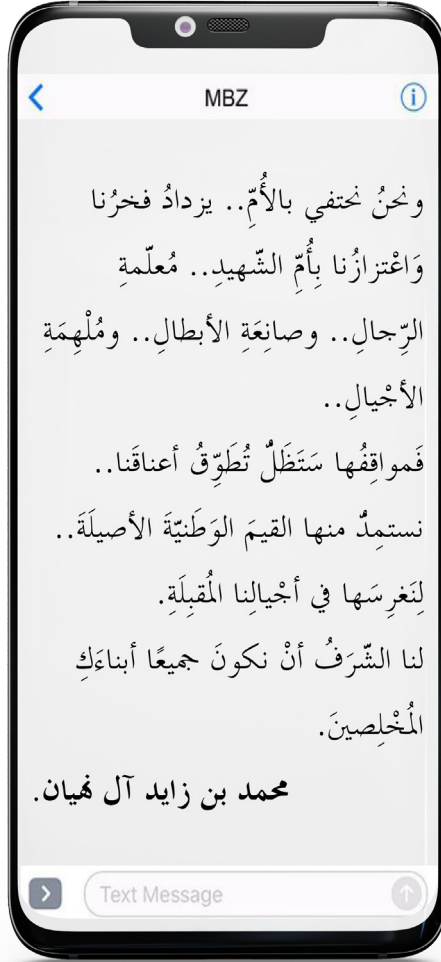 MBZ
ونحنُ نحتفي بالأُمّ.. يزدادُ فخرُنا
وَاعْتزازُنا بِأُمّ الشّهيدِ.. مُعلّمةِ
الرّجالِ.. وصانِعَةِ الأبطالِ.. ومُلْهِمَةِ
الأجْيالِ..
فَمواقِفُها سَتَظَلُّ تُطَوّقُ أعناقَنا..
نستمِدُّ منها القيمَ الوَطَنيّةَ الأصيلَةَ..
لِنَغرِسَها في أجْيالِنا المُقبِلَةِ.
لنا الشّرَفُ أنْ نكونَ جميعًا أبناءَكِ
المُخْلِصينَ.
محمد بن زايد آل نهيان.
Text Message